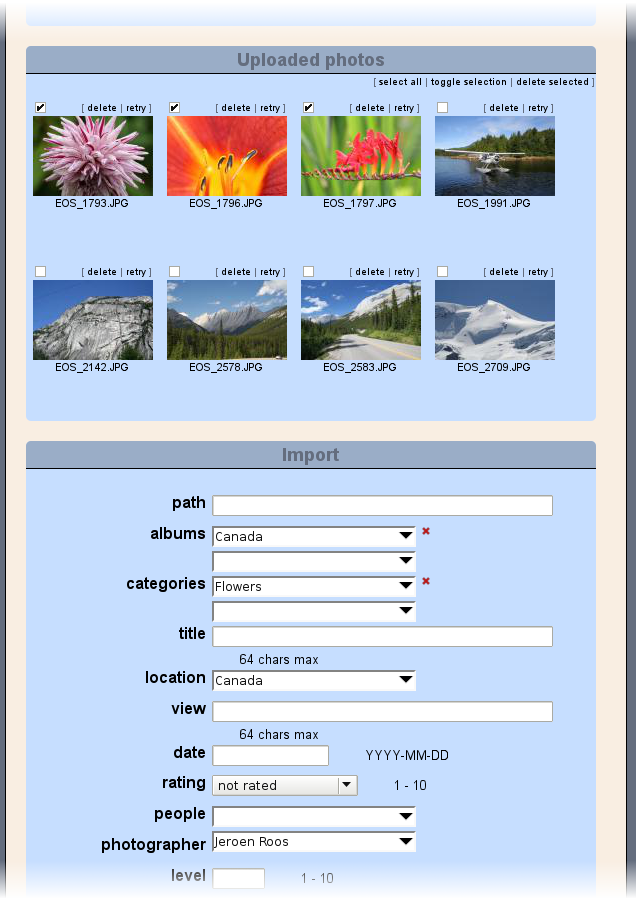 Uploaded photos
[ select all | toggle selection | delete selected ]
[ delete | retry ] [ delete | retry ] [ delete | retry ] [ delete | retry ]
EOS_1793.JPG EOS_1796.JPG EOS_1797.JPG EOS_1991.JPG
[ delete | retry ] [ delete | retry ] [ delete | retry ] [ delete | retry ]
EOS_2142.JPG EOS_2578.JPG EOS_2583.JPG EOS_2709.JPG
Import
path
albums Canada
categories Flowers
title
64 chars max
location Canada
view
64 chars max
date YYYY-MM-DD
rating not rated 1 - 10
people
photographer Jeroen Roos
level 1 - 10